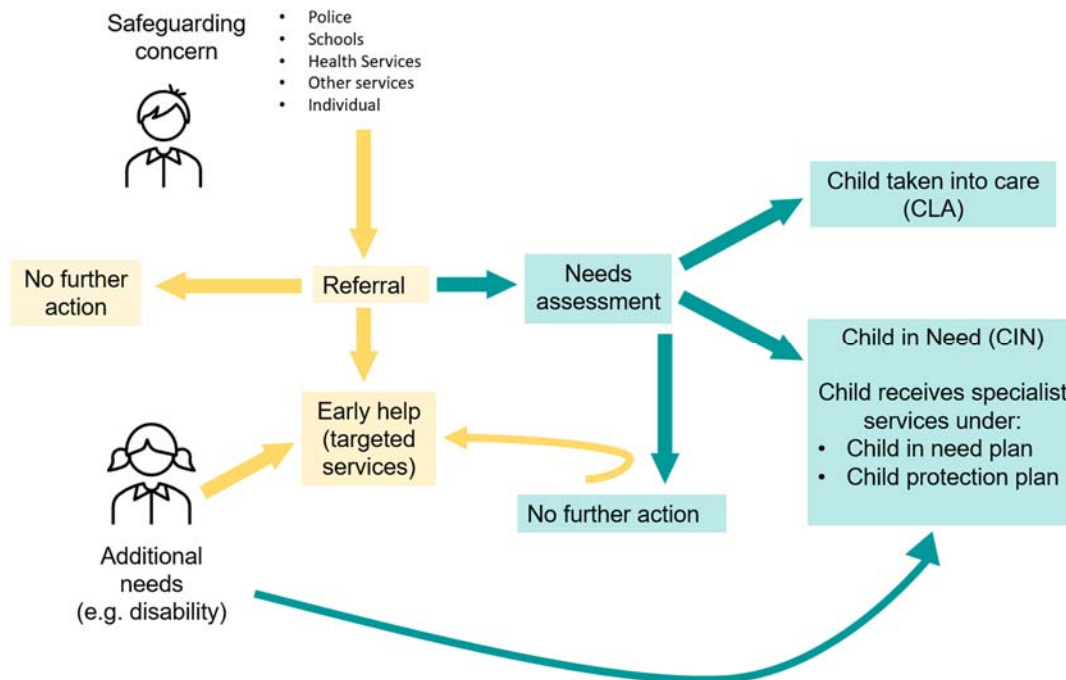 Safeguarding
concern
• Police
• Schools
• Health Services
• Other services
• Individual
Child taken into care
(CLA)
No further
action
Referral
Needs
assessment
Child in Need (CIN)
Child receives specialist
services under:
• Child in need plan
• Child protection plan
Early help
(targeted
services)
No further action
Additional
needs
(e.g. disability)